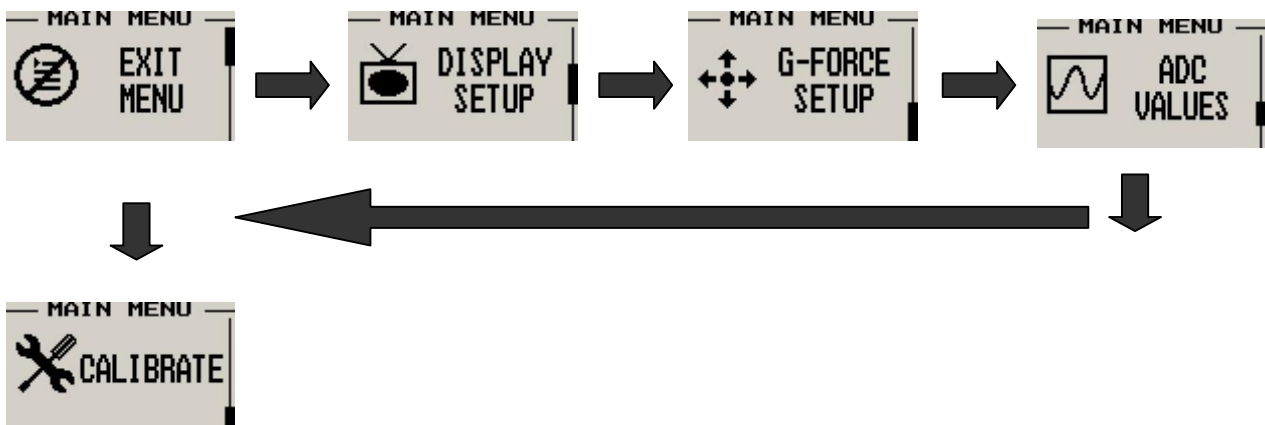 MAIN MENU
EXIT
MENU
MAIN MENU
DISPLAY
SETUP
MAIN MENU
G-FORCE
SETUP
MAIN MENU
ADC
VALUES
MAIN MENU
CALIBRATE